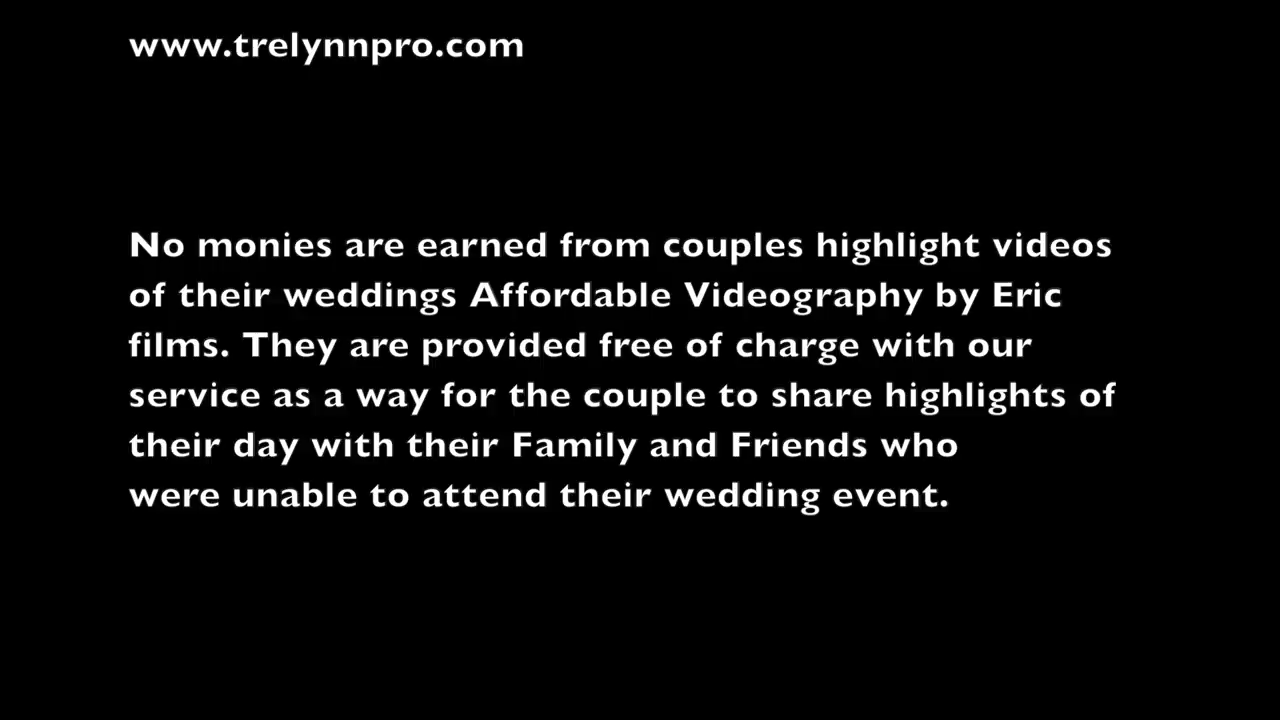 www.trelynnpro.com
No monies are earned from couples highlight videos
of their weddings Affordable Videography by Eric
films. They are provided free of charge with our
service as a way for the couple to share highlights of
their day with their Family and Friends who
were unable to attend their wedding event.